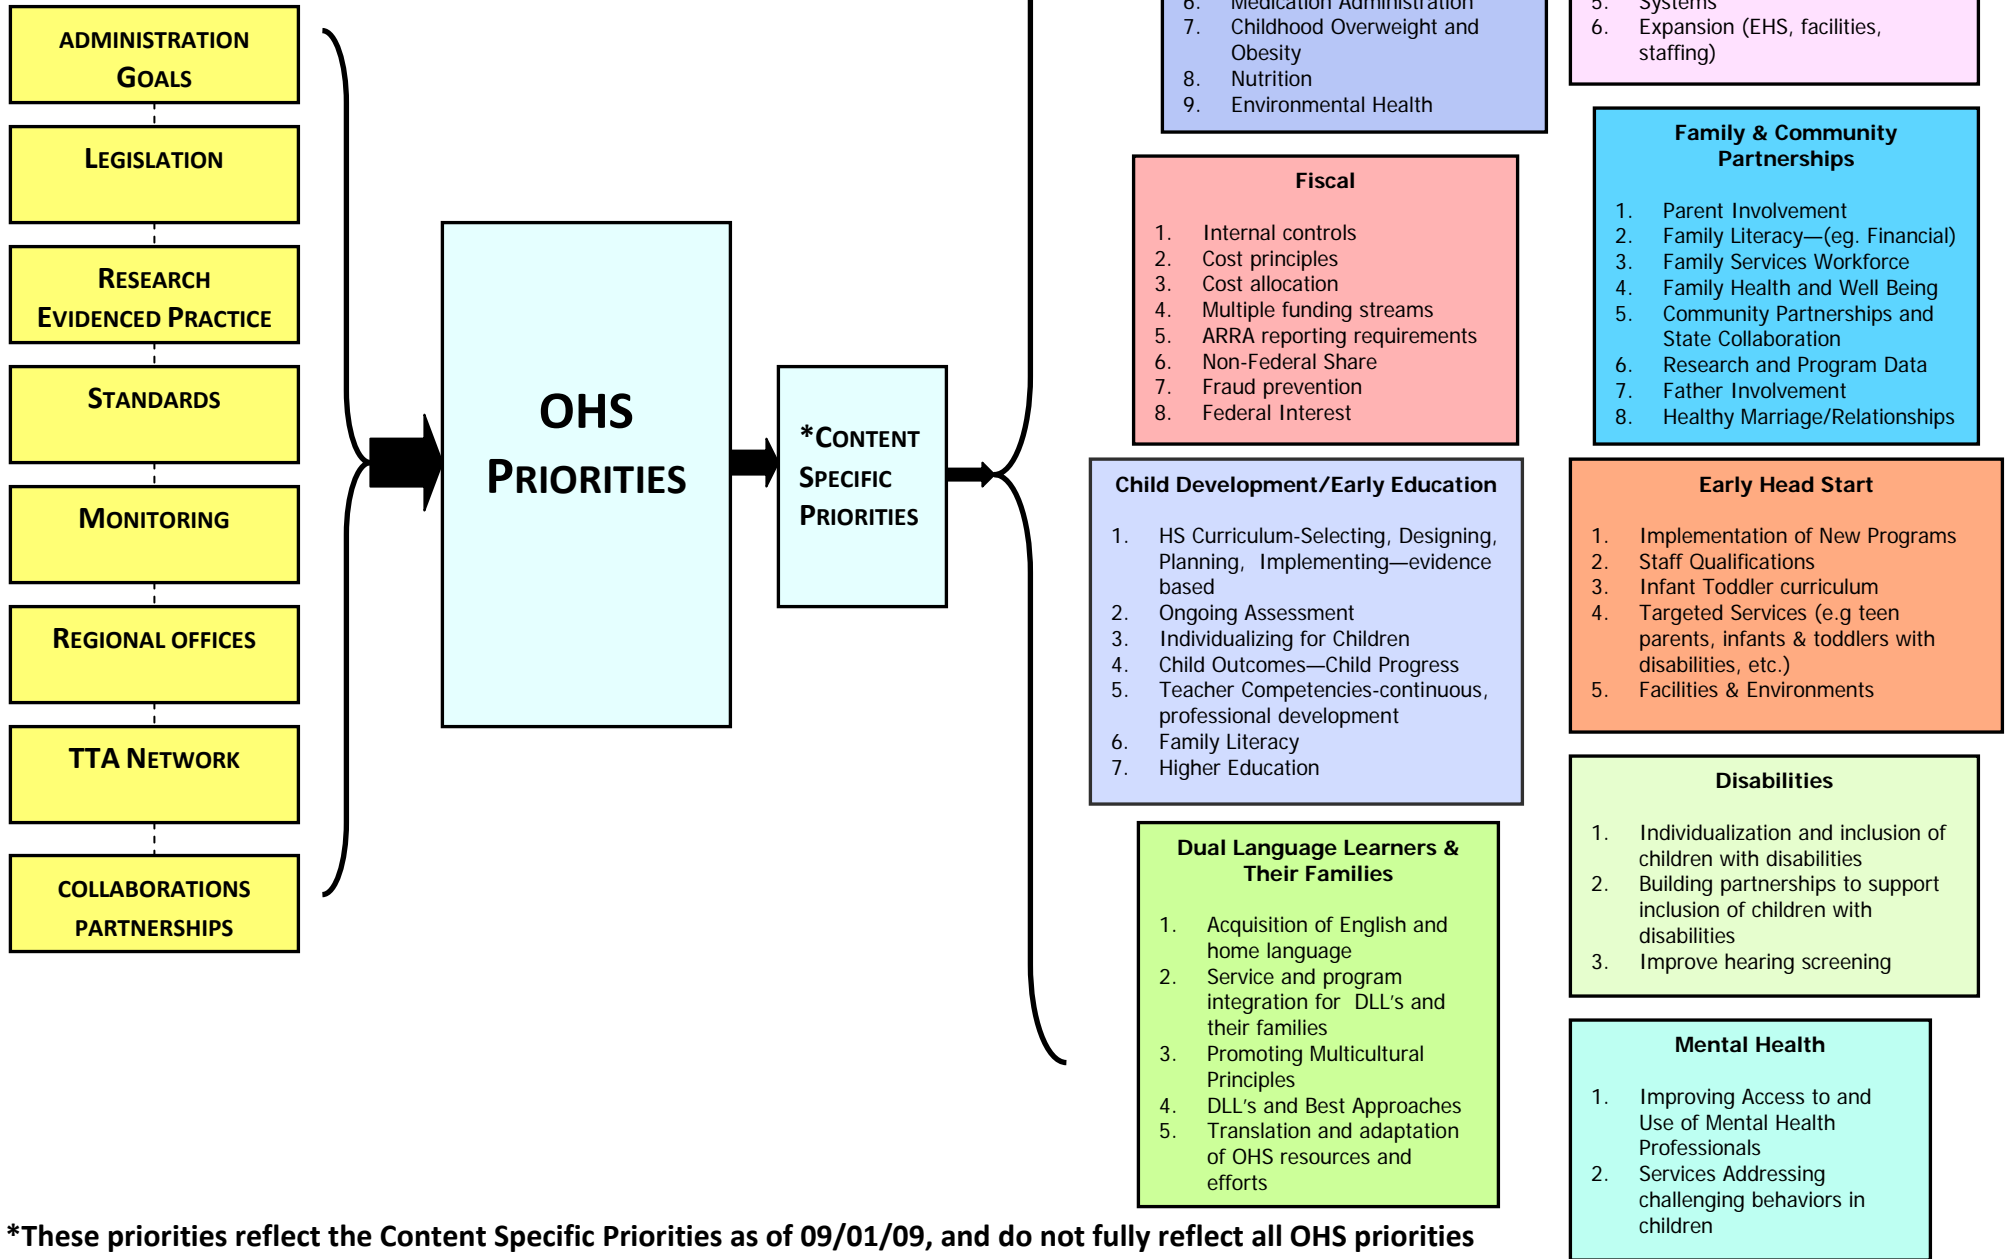 ADMINISTRATION
GOALS
LEGISLATION
RESEARCH
EVIDENCED PRACTICE
STANDARDS
MONITORING
REGIONAL OFFICES
TTA NETWORK
COLLABORATIONS
PARTNERSHIPS
OHS
PRIORITIES
*CONTENT
SPECIFIC
PRIORITIES
6. Medication Administration
7. Childhood Overweight and
Obesity
8. Nutrition
9. Environmental Health
5. Systems
6. Expansion (EHS, facilities,
staffing)
Fiscal
1. Internal controls
2. Cost principles
3. Cost allocation
4. Multiple funding streams
5. ARRA reporting requirements
6. Non-Federal Share
7. Fraud prevention
8. Federal Interest
Family & Community
Partnerships
1. Parent Involvement
2. Family Literacy—(eg. Financial)
3. Family Services Workforce
4. Family Health and Well Being
5. Community Partnerships and
State Collaboration
6. Research and Program Data
7. Father Involvement
8. Healthy Marriage/Relationships
Child Development/Early Education
1. HS Curriculum-Selecting, Designing,
Planning, Implementing—evidence
based
2. Ongoing Assessment
3. Individualizing for Children
4. Child Outcomes—Child Progress
5. Teacher Competencies-continuous,
professional development
6. Family Literacy
7. Higher Education
Early Head Start
1. Implementation of New Programs
2. Staff Qualifications
3. Infant Toddler curriculum
4. Targeted Services (e.g teen
parents, infants & toddlers with
disabilities, etc.)
5. Facilities & Environments
Dual Language Learners &
Their Families
1. Acquisition of English and
home language
2. Service and program
integration for DLL's and
their families
3. Promoting Multicultural
Principles
4. DLL's and Best Approaches
5. Translation and adaptation
of OHS resources and
efforts
Disabilities
1. Individualization and inclusion of
children with disabilities
2. Building partnerships to support
inclusion of children with
disabilities
3. Improve hearing screening
Mental Health
1. Improving Access to and
Use of Mental Health
Professionals
2. Services Addressing
challenging behaviors in
children
*These priorities reflect the Content Specific Priorities as of 09/01/09, and do not fully reflect all OHS priorities